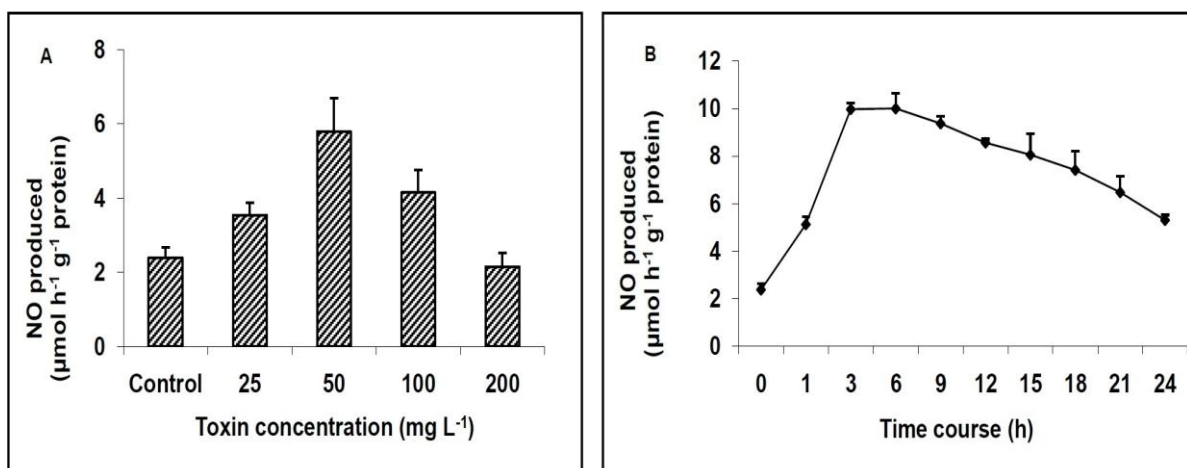 A
NO produced
(µmol h⁻¹ g⁻¹ protein)
8
6
4
2
0
Control 25 50 100 200
Toxin concentration (mg L⁻¹)
B
NO produced
(µmol h⁻¹ g⁻¹ protein)
12
10
8
6
4
2
0
0 1 3 6 9 12 15 18 21 24
Time course (h)